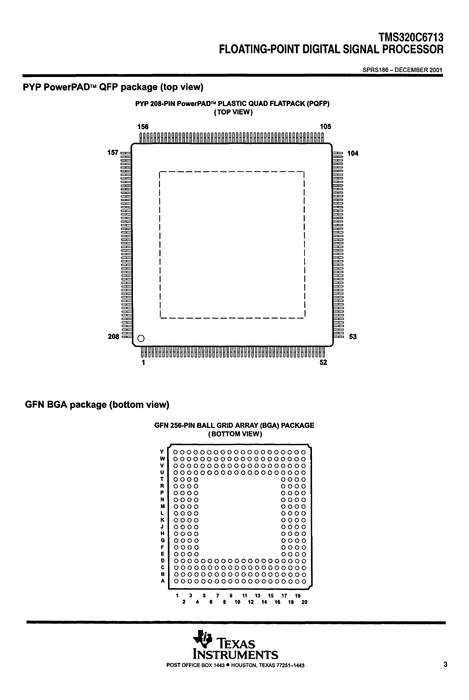 TMS320C6713
FLOATING-POINT DIGITAL SIGNAL PROCESSOR
SPRS186 – DECEMBER 2001
PYP PowerPAD™ QFP package (top view)
PYP 208-PIN PowerPAD™ PLASTIC QUAD FLATPACK (PQFP)
(TOP VIEW)
156 105
157 104
208 53
1 52
GFN BGA package (bottom view)
GFN 256-PIN BALL GRID ARRAY (BGA) PACKAGE
(BOTTOM VIEW)
Y
W
V
U
T
R
P
N
M
L
K
J
H
G
F
E
D
C
B
A
1 3 5 7 9 11 13 15 17 19
2 4 6 8 10 12 14 16 18 20
TEXAS
INSTRUMENTS
POST OFFICE BOX 1443 • HOUSTON, TEXAS 77251–1443
3